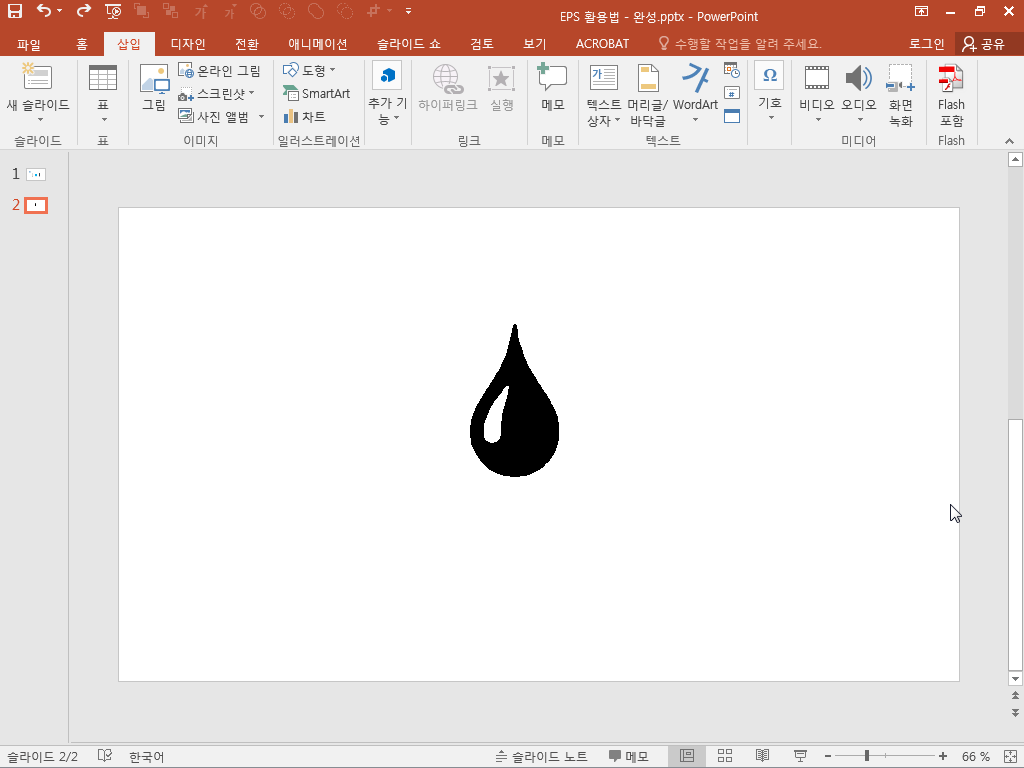 EPS 활용법 - 완성.pptx - PowerPoint
파일 홈 삽입 디자인 전환 애니메이션 슬라이드 쇼 검토 보기 ACROBAT 수행할 작업을 알려 주세요. 로그인 공유
새 슬라이드
표
그림
온라인 그림
스크린샷
사진 앨범
도형
SmartArt
차트
추가 기
능
하이퍼링크
실행
메모
텍스트
상자
머리글/
바닥글
WordArt
기호
비디오
오디오
화면
녹화
Flash
포함
슬라이드 표 이미지 일러스트레이션 링크 메모 텍스트 미디어 Flash
1
2
슬라이드 2/2 한국어 슬라이드 노트 메모 66 %